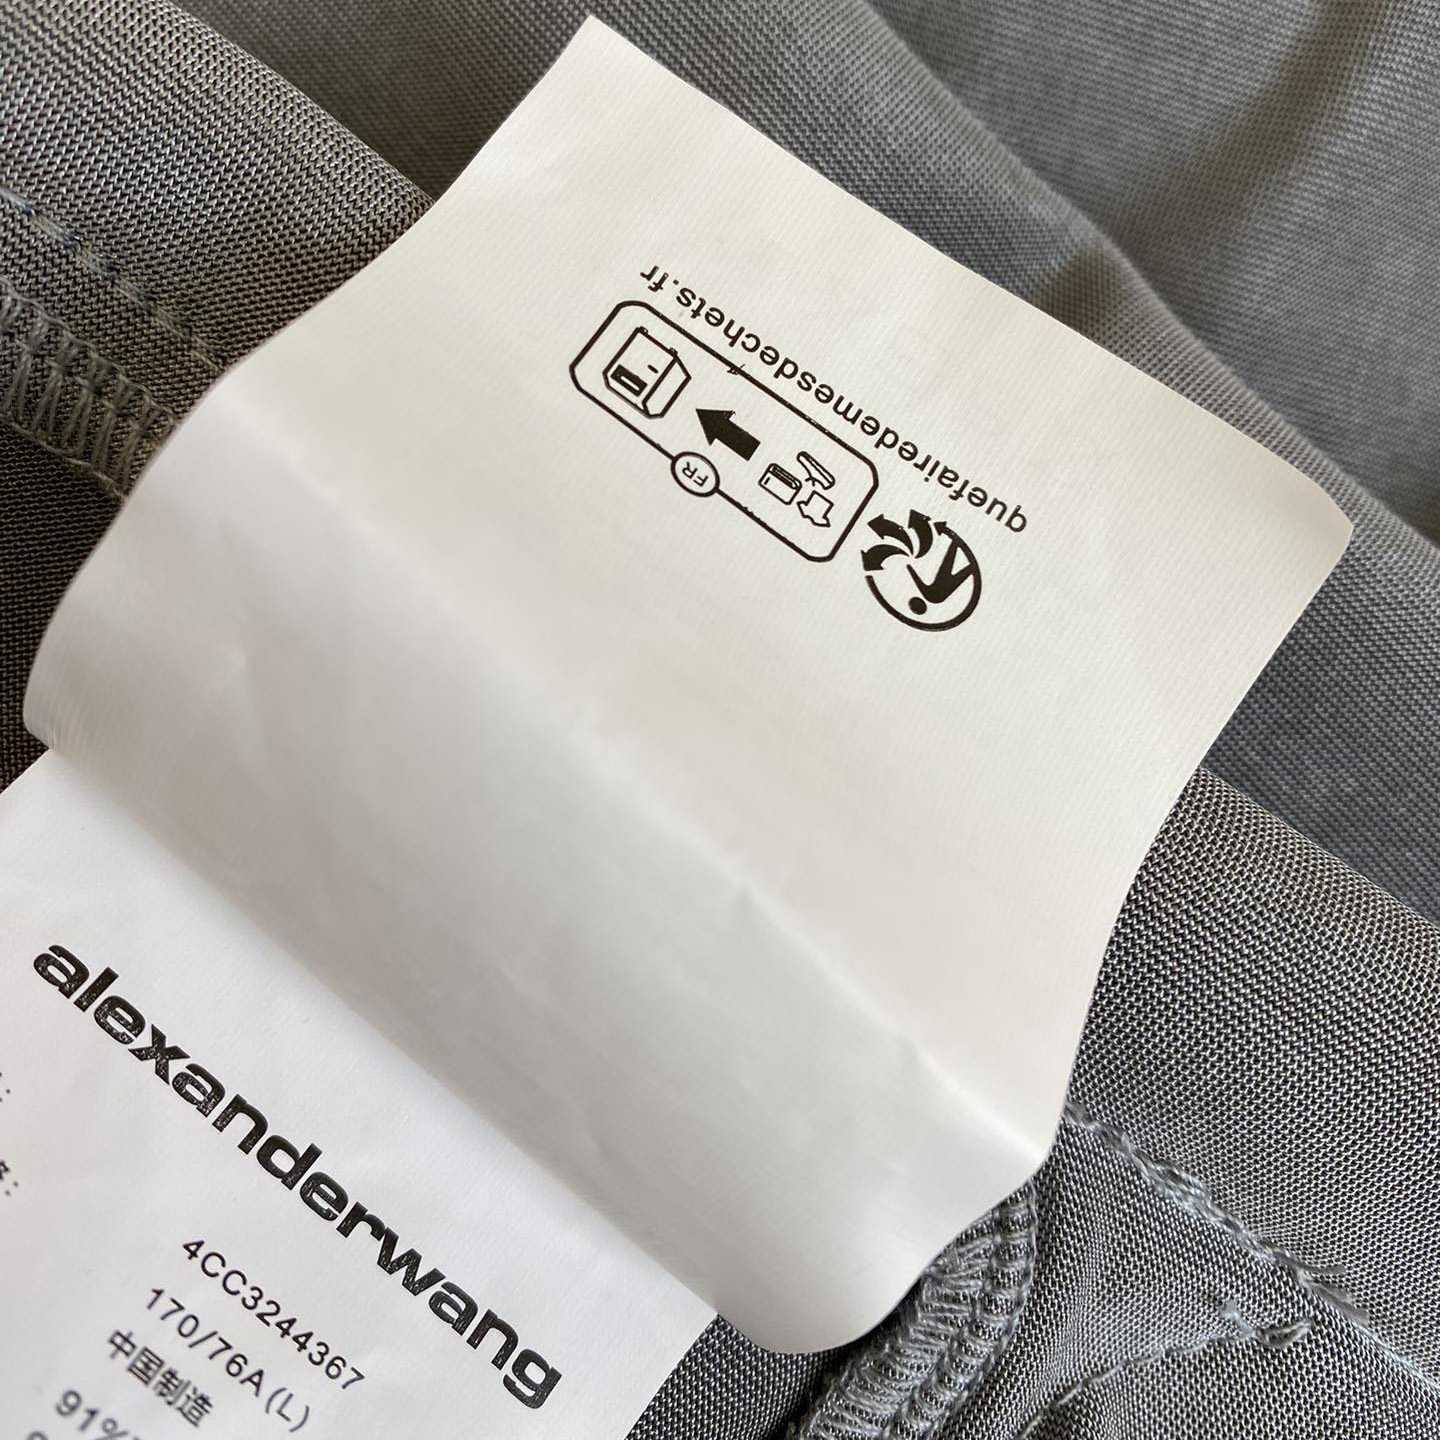 quefairedemesdechets.fr
FR
alexanderwang
4CC3244367
170/76A(L)
中国制造
91%